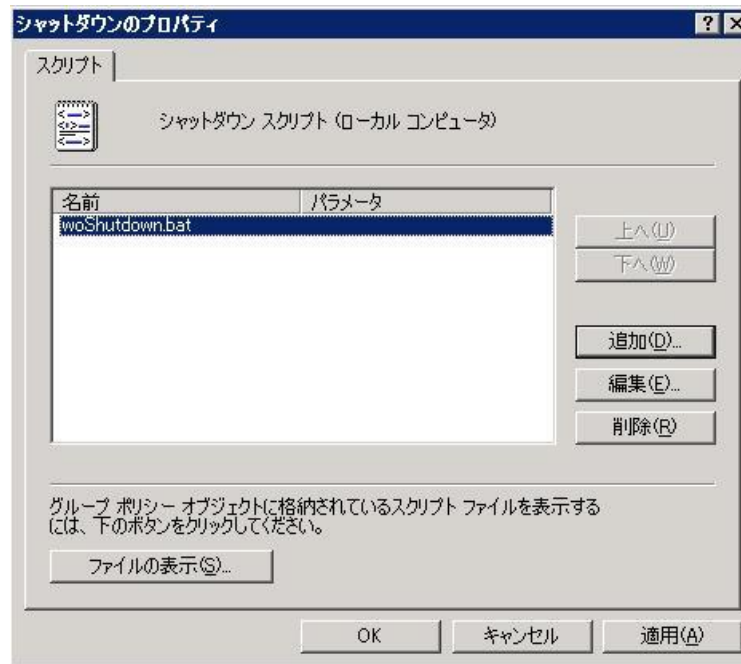 シャットダウンのプロパティ
スクリプト
シャットダウン スクリプト (ローカル コンピュータ)
名前 パラメータ
woShutdown.bat
上へ(U)
下へ(W)
追加(D)...
編集(E)...
削除(R)
グループ ポリシー オブジェクトに格納されているスクリプト ファイルを表示する
には、下のボタンをクリックしてください。
ファイルの表示(S)...
OK キャンセル 適用(A)